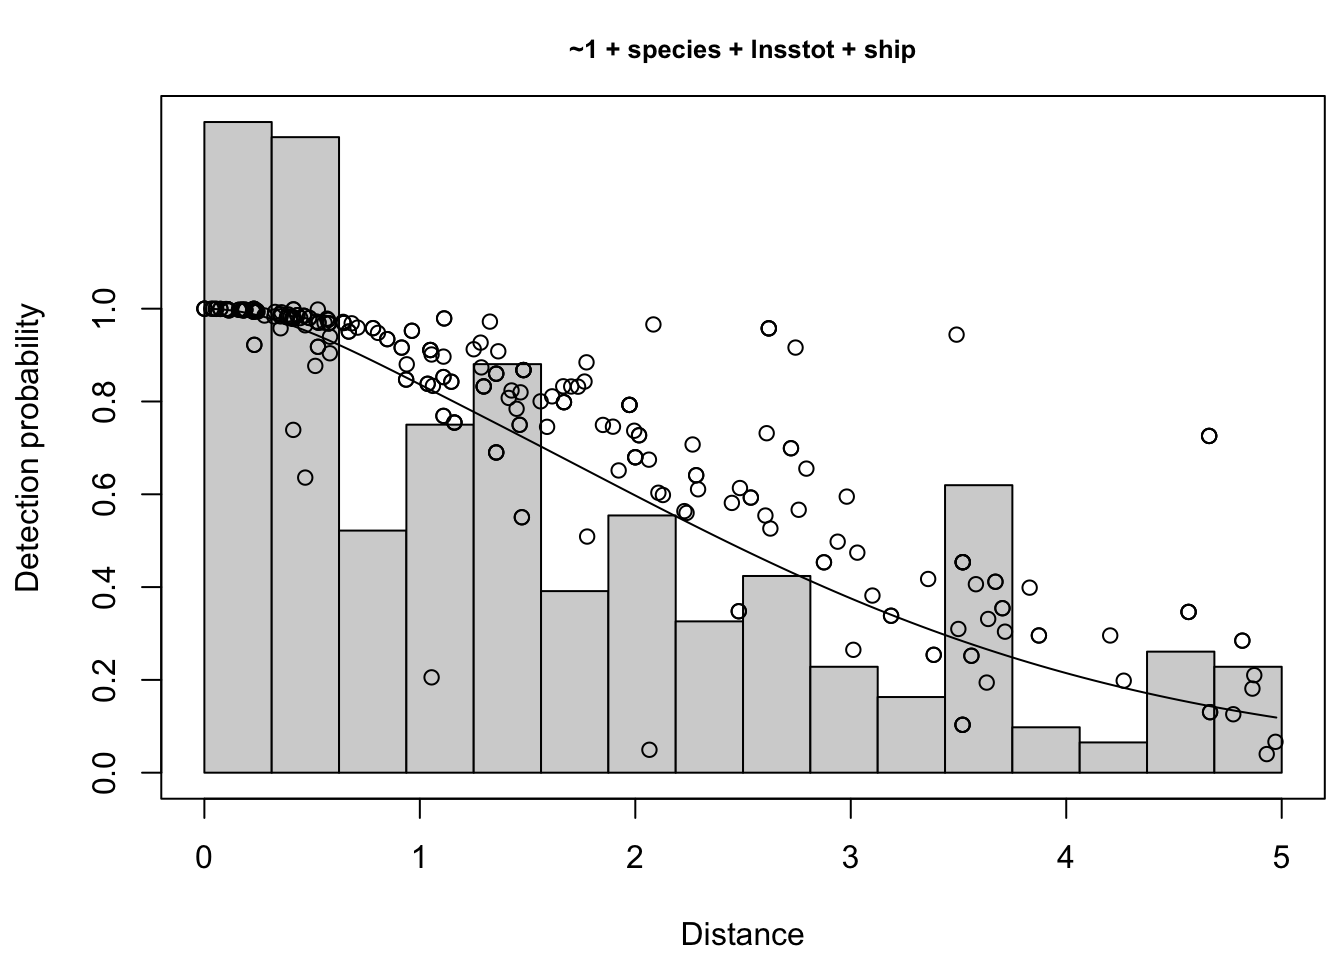 ~1 + species + lnsstot + ship
Detection probability
1.0
0.8
0.6
0.4
0.2
0.0
0 1 2 3 4 5
Distance